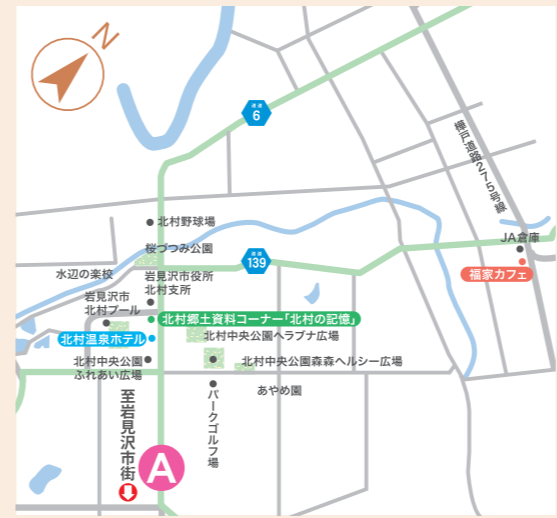 N
道道
6
樺戸道路275号線
北村野球場
桜づつみ公園
道道
139
JA倉庫
福家カフェ
水辺の楽校
岩見沢市役所
北村支所
岩見沢市
北村プール
北村郷土資料コーナー「北村の記憶」
北村温泉ホテル
北村中央公園ヘラブナ広場
北村中央公園
ふれあい広場
北村中央公園森森ヘルシー広場
あやめ園
パークゴルフ場
至岩見沢市街
A